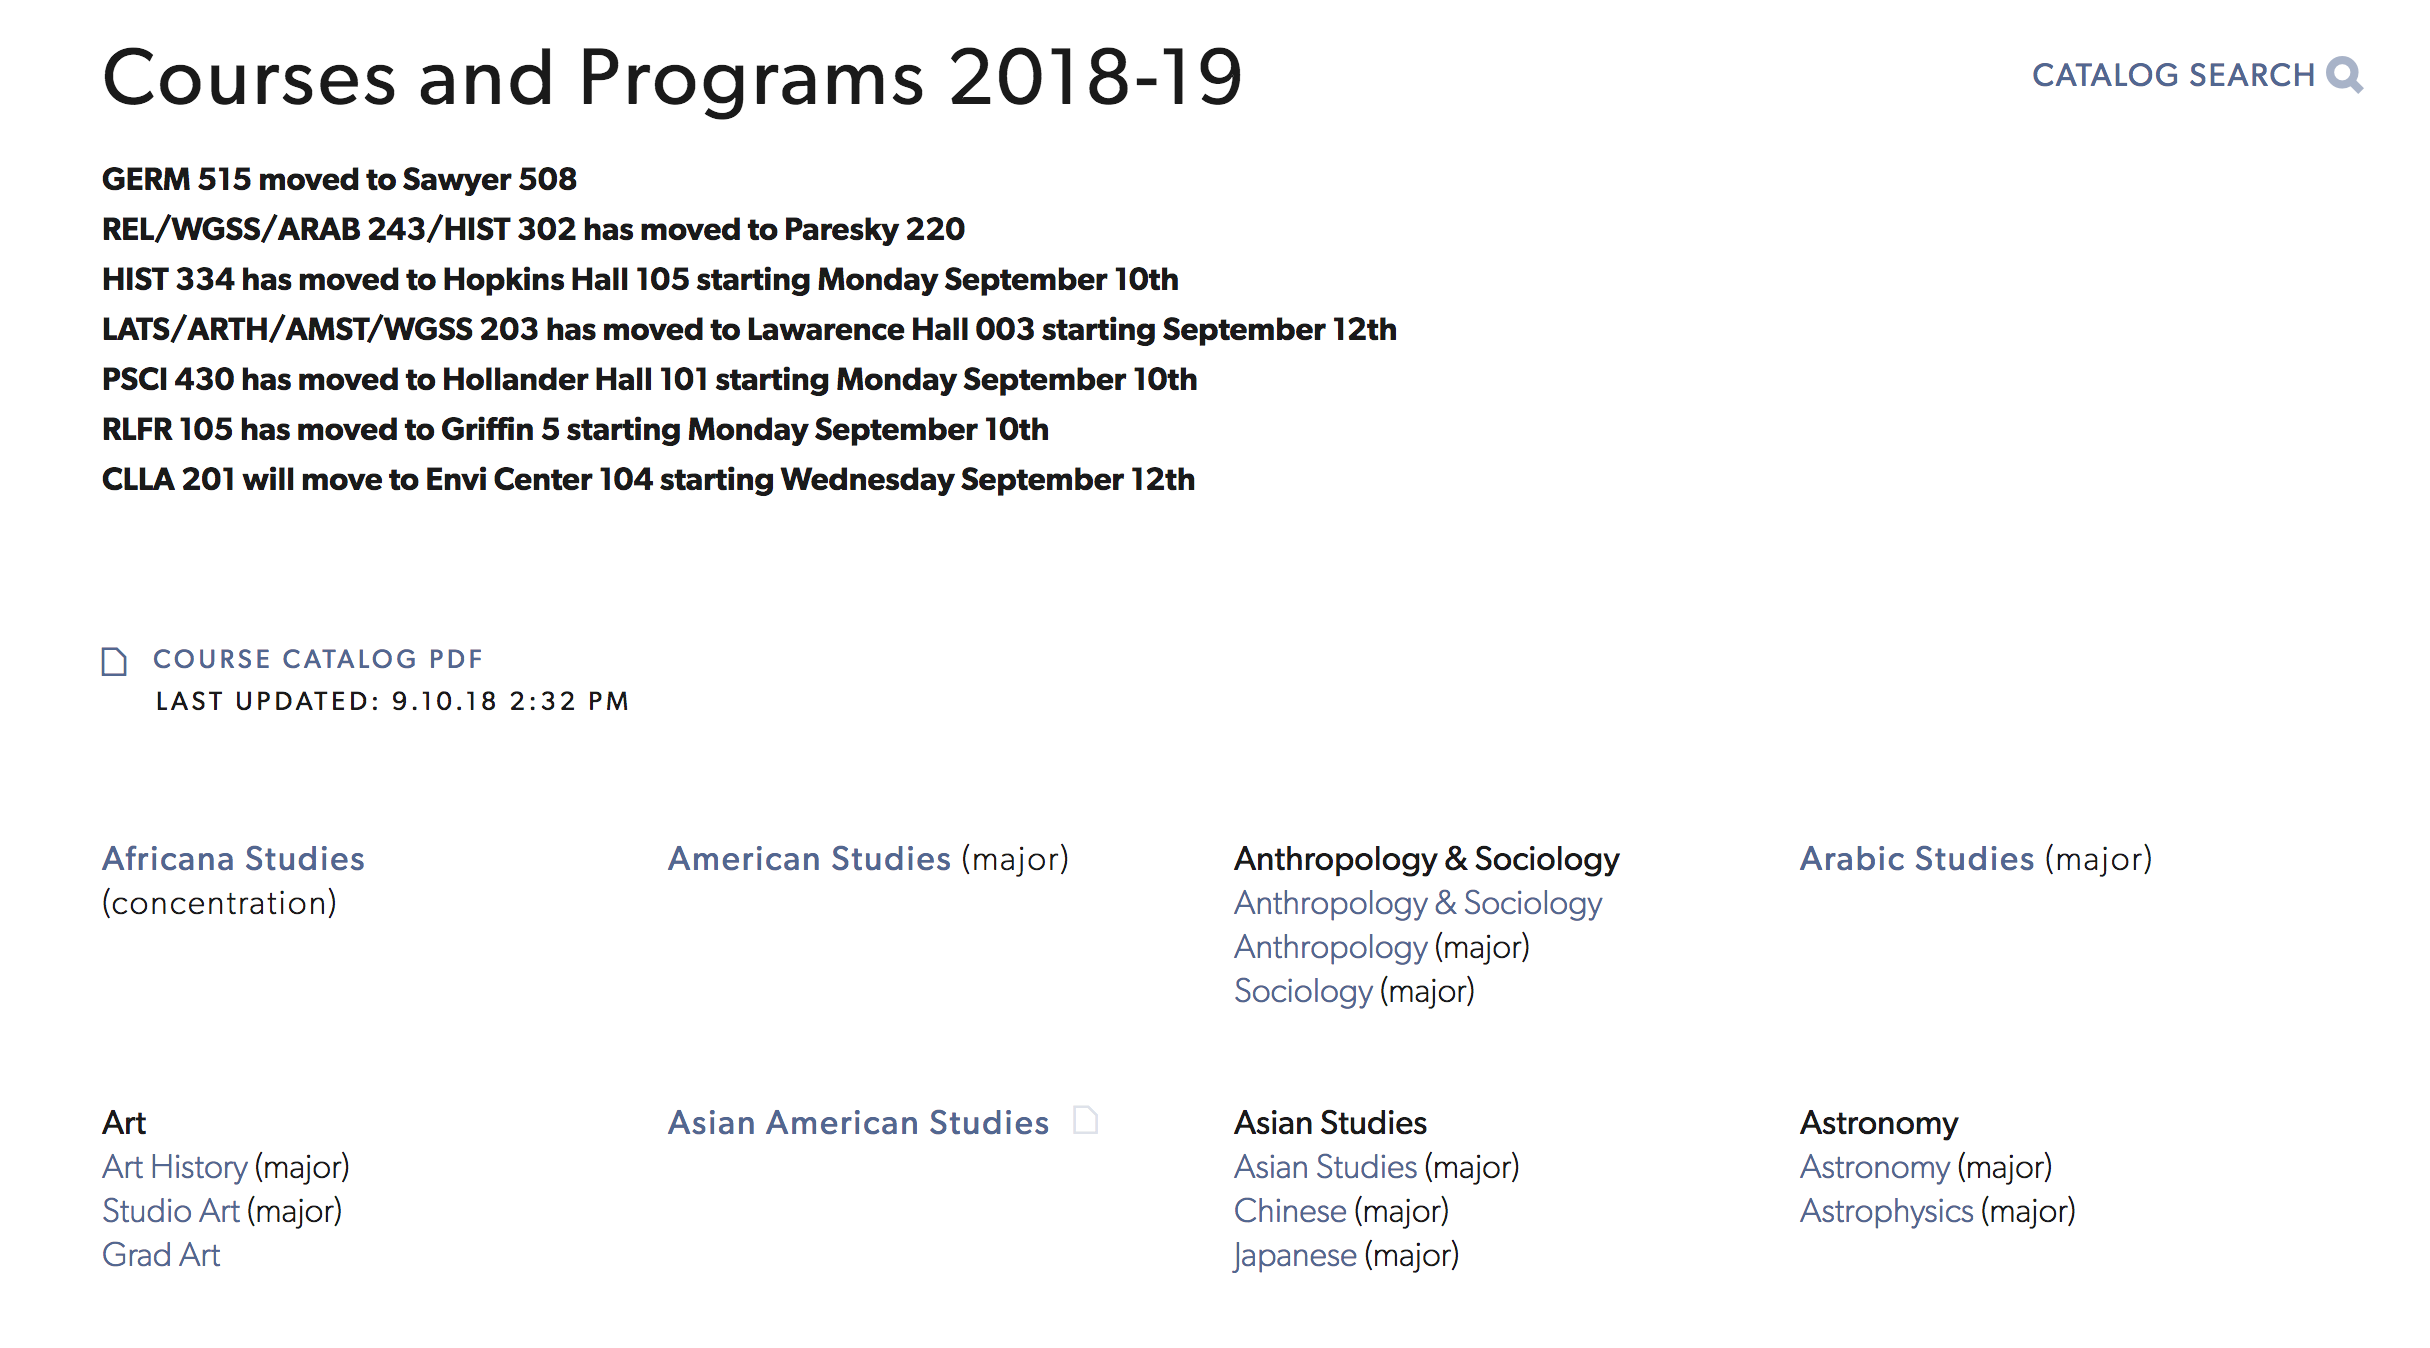 Courses and Programs 2018-19
CATALOG SEARCH
GERM 515 moved to Sawyer 508
REL/WGSS/ARAB 243/HIST 302 has moved to Paresky 220
HIST 334 has moved to Hopkins Hall 105 starting Monday September 10th
LATS/ARTH/AMST/WGSS 203 has moved to Lawarence Hall 003 starting September 12th
PSCI 430 has moved to Hollander Hall 101 starting Monday September 10th
RLFR 105 has moved to Griffin 5 starting Monday September 10th
CLLA 201 will move to Envi Center 104 starting Wednesday September 12th
COURSE CATALOG PDF
LAST UPDATED: 9.10.18 2:32 PM
Africana Studies
(concentration)
American Studies (major)
Anthropology & Sociology
Anthropology & Sociology
Anthropology (major)
Sociology (major)
Arabic Studies (major)
Art
Art History (major)
Studio Art (major)
Grad Art
Asian American Studies
Asian Studies
Asian Studies (major)
Chinese (major)
Japanese (major)
Astronomy
Astronomy (major)
Astrophysics (major)